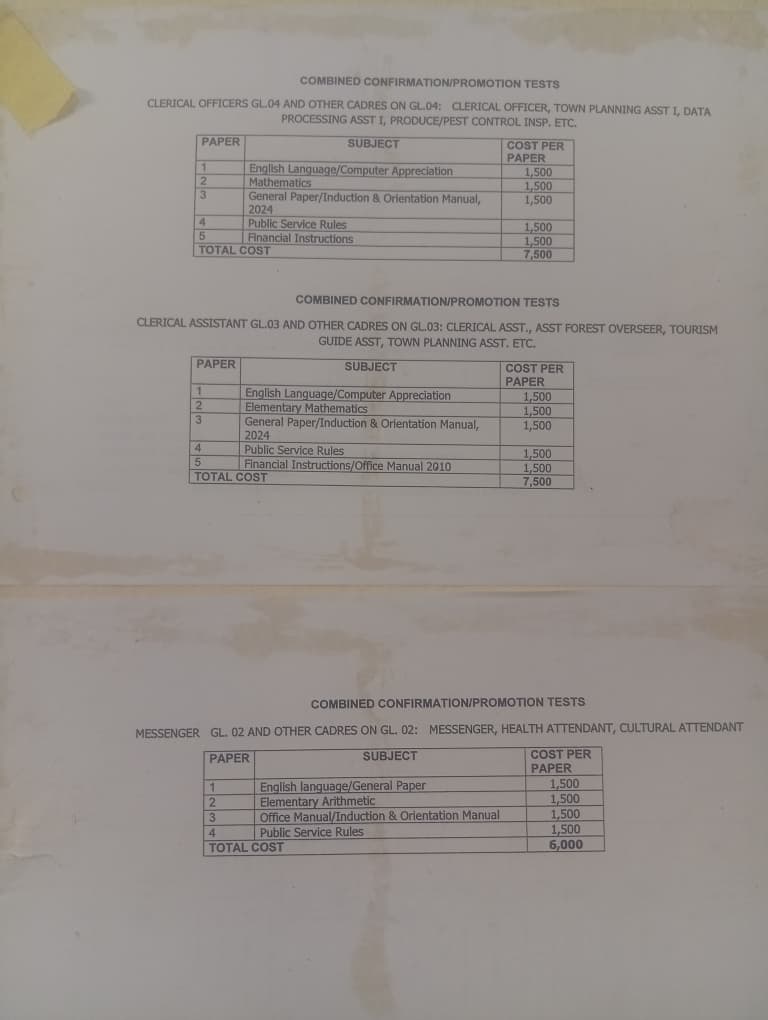 COMBINED CONFIRMATION/PROMOTION TESTS
CLERICAL OFFICERS GL.04 AND OTHER CADRES ON GL.04: CLERICAL OFFICER, TOWN PLANNING ASST I, DATA
PROCESSING ASST I, PRODUCE/PEST CONTROL INSP. ETC.
PAPER SUBJECT COST PER
PAPER
1 English Language/Computer Appreciation 1,500
2 Mathematics 1,500
3 General Paper/Induction & Orientation Manual, 1,500
2024
4 Public Service Rules 1,500
5 Financial Instructions 1,500
TOTAL COST 7,500
COMBINED CONFIRMATION/PROMOTION TESTS
CLERICAL ASSISTANT GL.03 AND OTHER CADRES ON GL.03: CLERICAL ASST., ASST FOREST OVERSEER, TOURISM
GUIDE ASST, TOWN PLANNING ASST. ETC.
PAPER SUBJECT COST PER
PAPER
1 English Language/Computer Appreciation 1,500
2 Elementary Mathematics 1,500
3 General Paper/Induction & Orientation Manual, 1,500
2024
4 Public Service Rules 1,500
5 Financial Instructions/Office Manual 2010 1,500
TOTAL COST 7,500
COMBINED CONFIRMATION/PROMOTION TESTS
MESSENGER GL. 02 AND OTHER CADRES ON GL. 02: MESSENGER, HEALTH ATTENDANT, CULTURAL ATTENDANT
PAPER SUBJECT COST PER
PAPER
1 English language/General Paper 1,500
2 Elementary Arithmetic 1,500
3 Office Manual/Induction & Orientation Manual 1,500
4 Public Service Rules 1,500
TOTAL COST 6,000